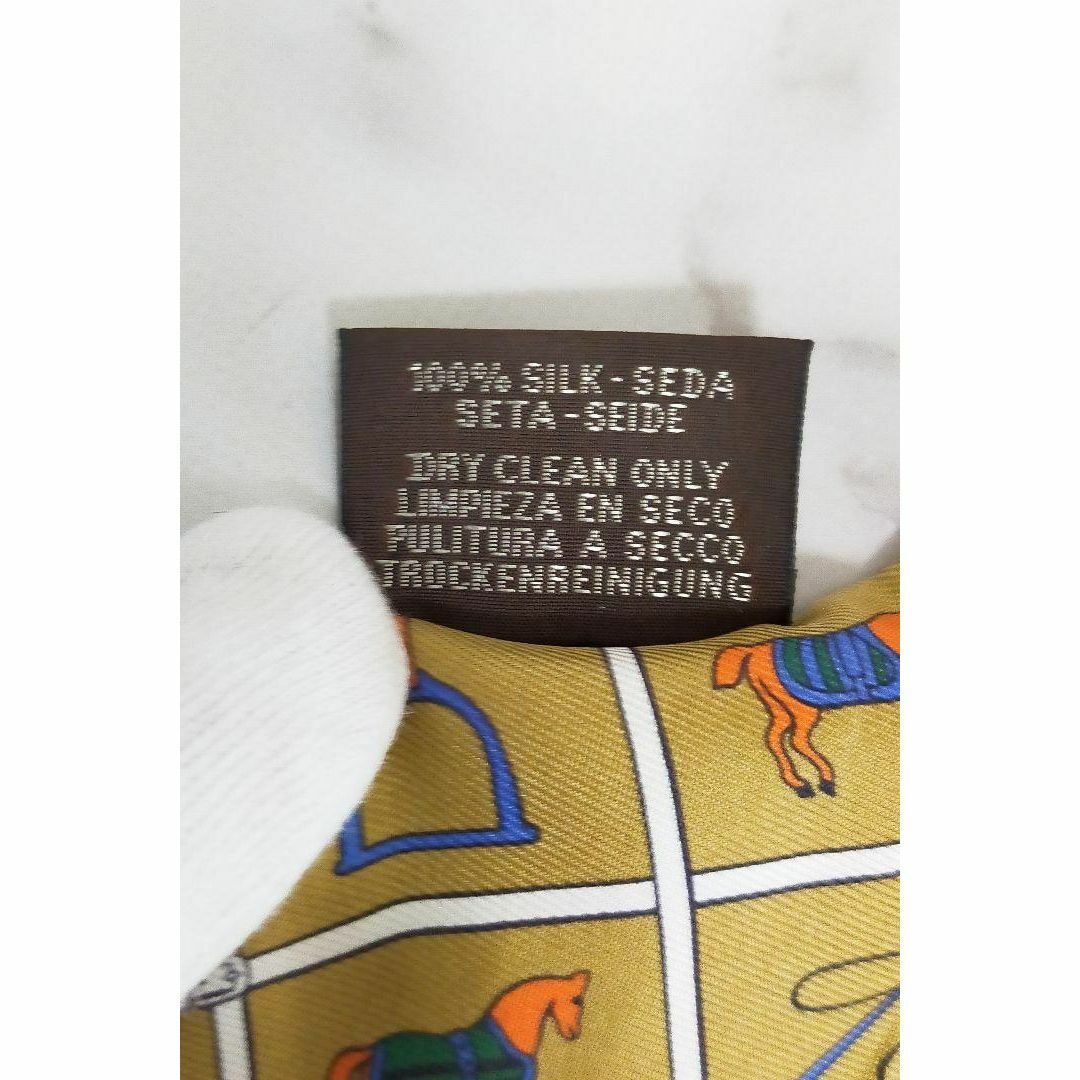 100% SILK-SEDA
SETA-SEIDE
DRY CLEAN ONLY
LIMPIEZA EN SECO
PULITURA A SECCO
TROCKENREINIGUNG